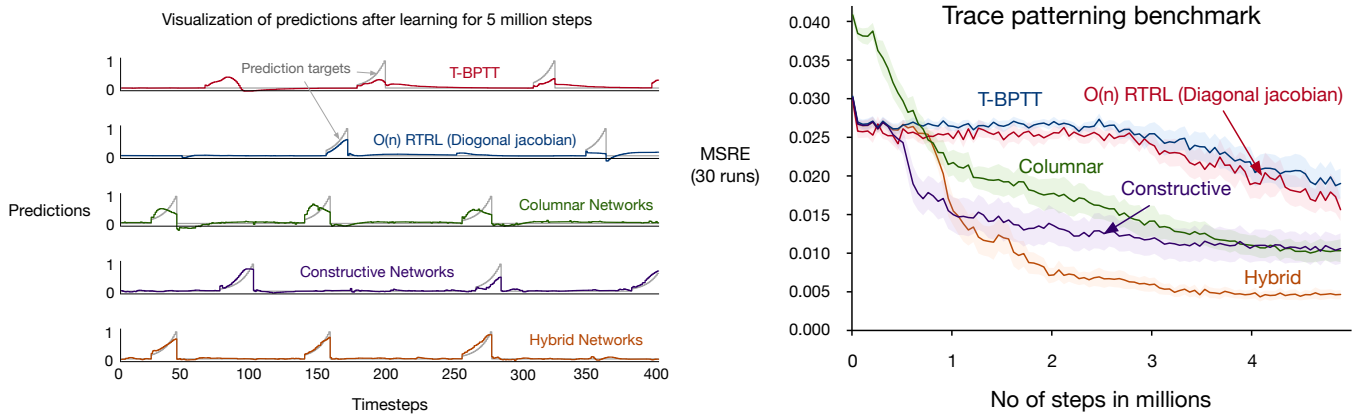 Visualization of predictions after learning for 5 million steps
1
0
Prediction targets
T-BPTT
1
0
O(n) RTRL (Diogonal jacobian)
Predictions
1
0
Columnar Networks
1
0
Constructive Networks
1
0
Hybrid Networks
0
50
100
150
200
250
300
350
400
Timesteps
Trace patterning benchmark
0.040
0.035
0.030
0.025
0.020
0.015
0.010
0.005
0.000
MSRE
(30 runs)
T-BPTT
O(n) RTRL (Diagonal jacobian)
Columnar
Constructive
Hybrid
0
1
2
3
4
No of steps in millions